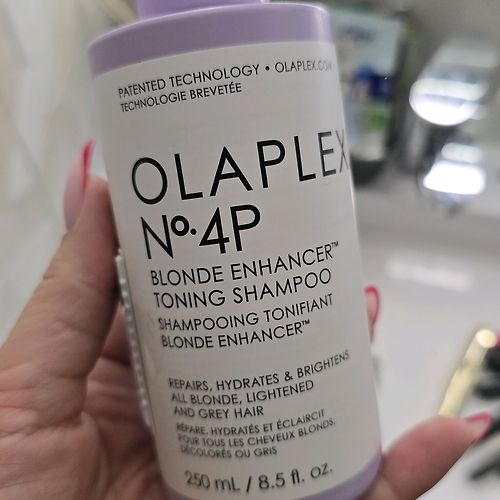 PATENTED TECHNOLOGY • OLAPLEX.COM
TECHNOLOGIE BREVETÉE
OLAPLEX
Nº.4P
BLONDE ENHANCER™
TONING SHAMPOO
SHAMPOOING TONIFIANT
BLONDE ENHANCER™
REPAIRS, HYDRATES & BRIGHTENS
ALL BLONDE, LIGHTENED
AND GREY HAIR
RÉPARE, HYDRATE ET ÉCLAIRCIT
POUR TOUS LES CHEVEUX BLONDS,
DÉCOLORÉS OU GRIS
250 mL / 8.5 fl. oz.